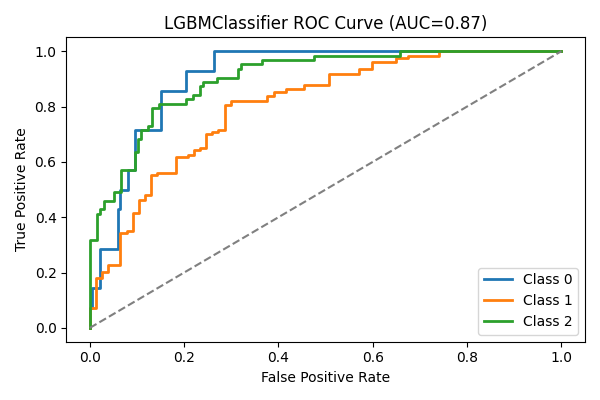 LGBMClassifier ROC Curve (AUC=0.87)
True Positive Rate
1.0
0.8
0.6
0.4
0.2
0.0
0.0 0.2 0.4 0.6 0.8 1.0
False Positive Rate
Class 0
Class 1
Class 2